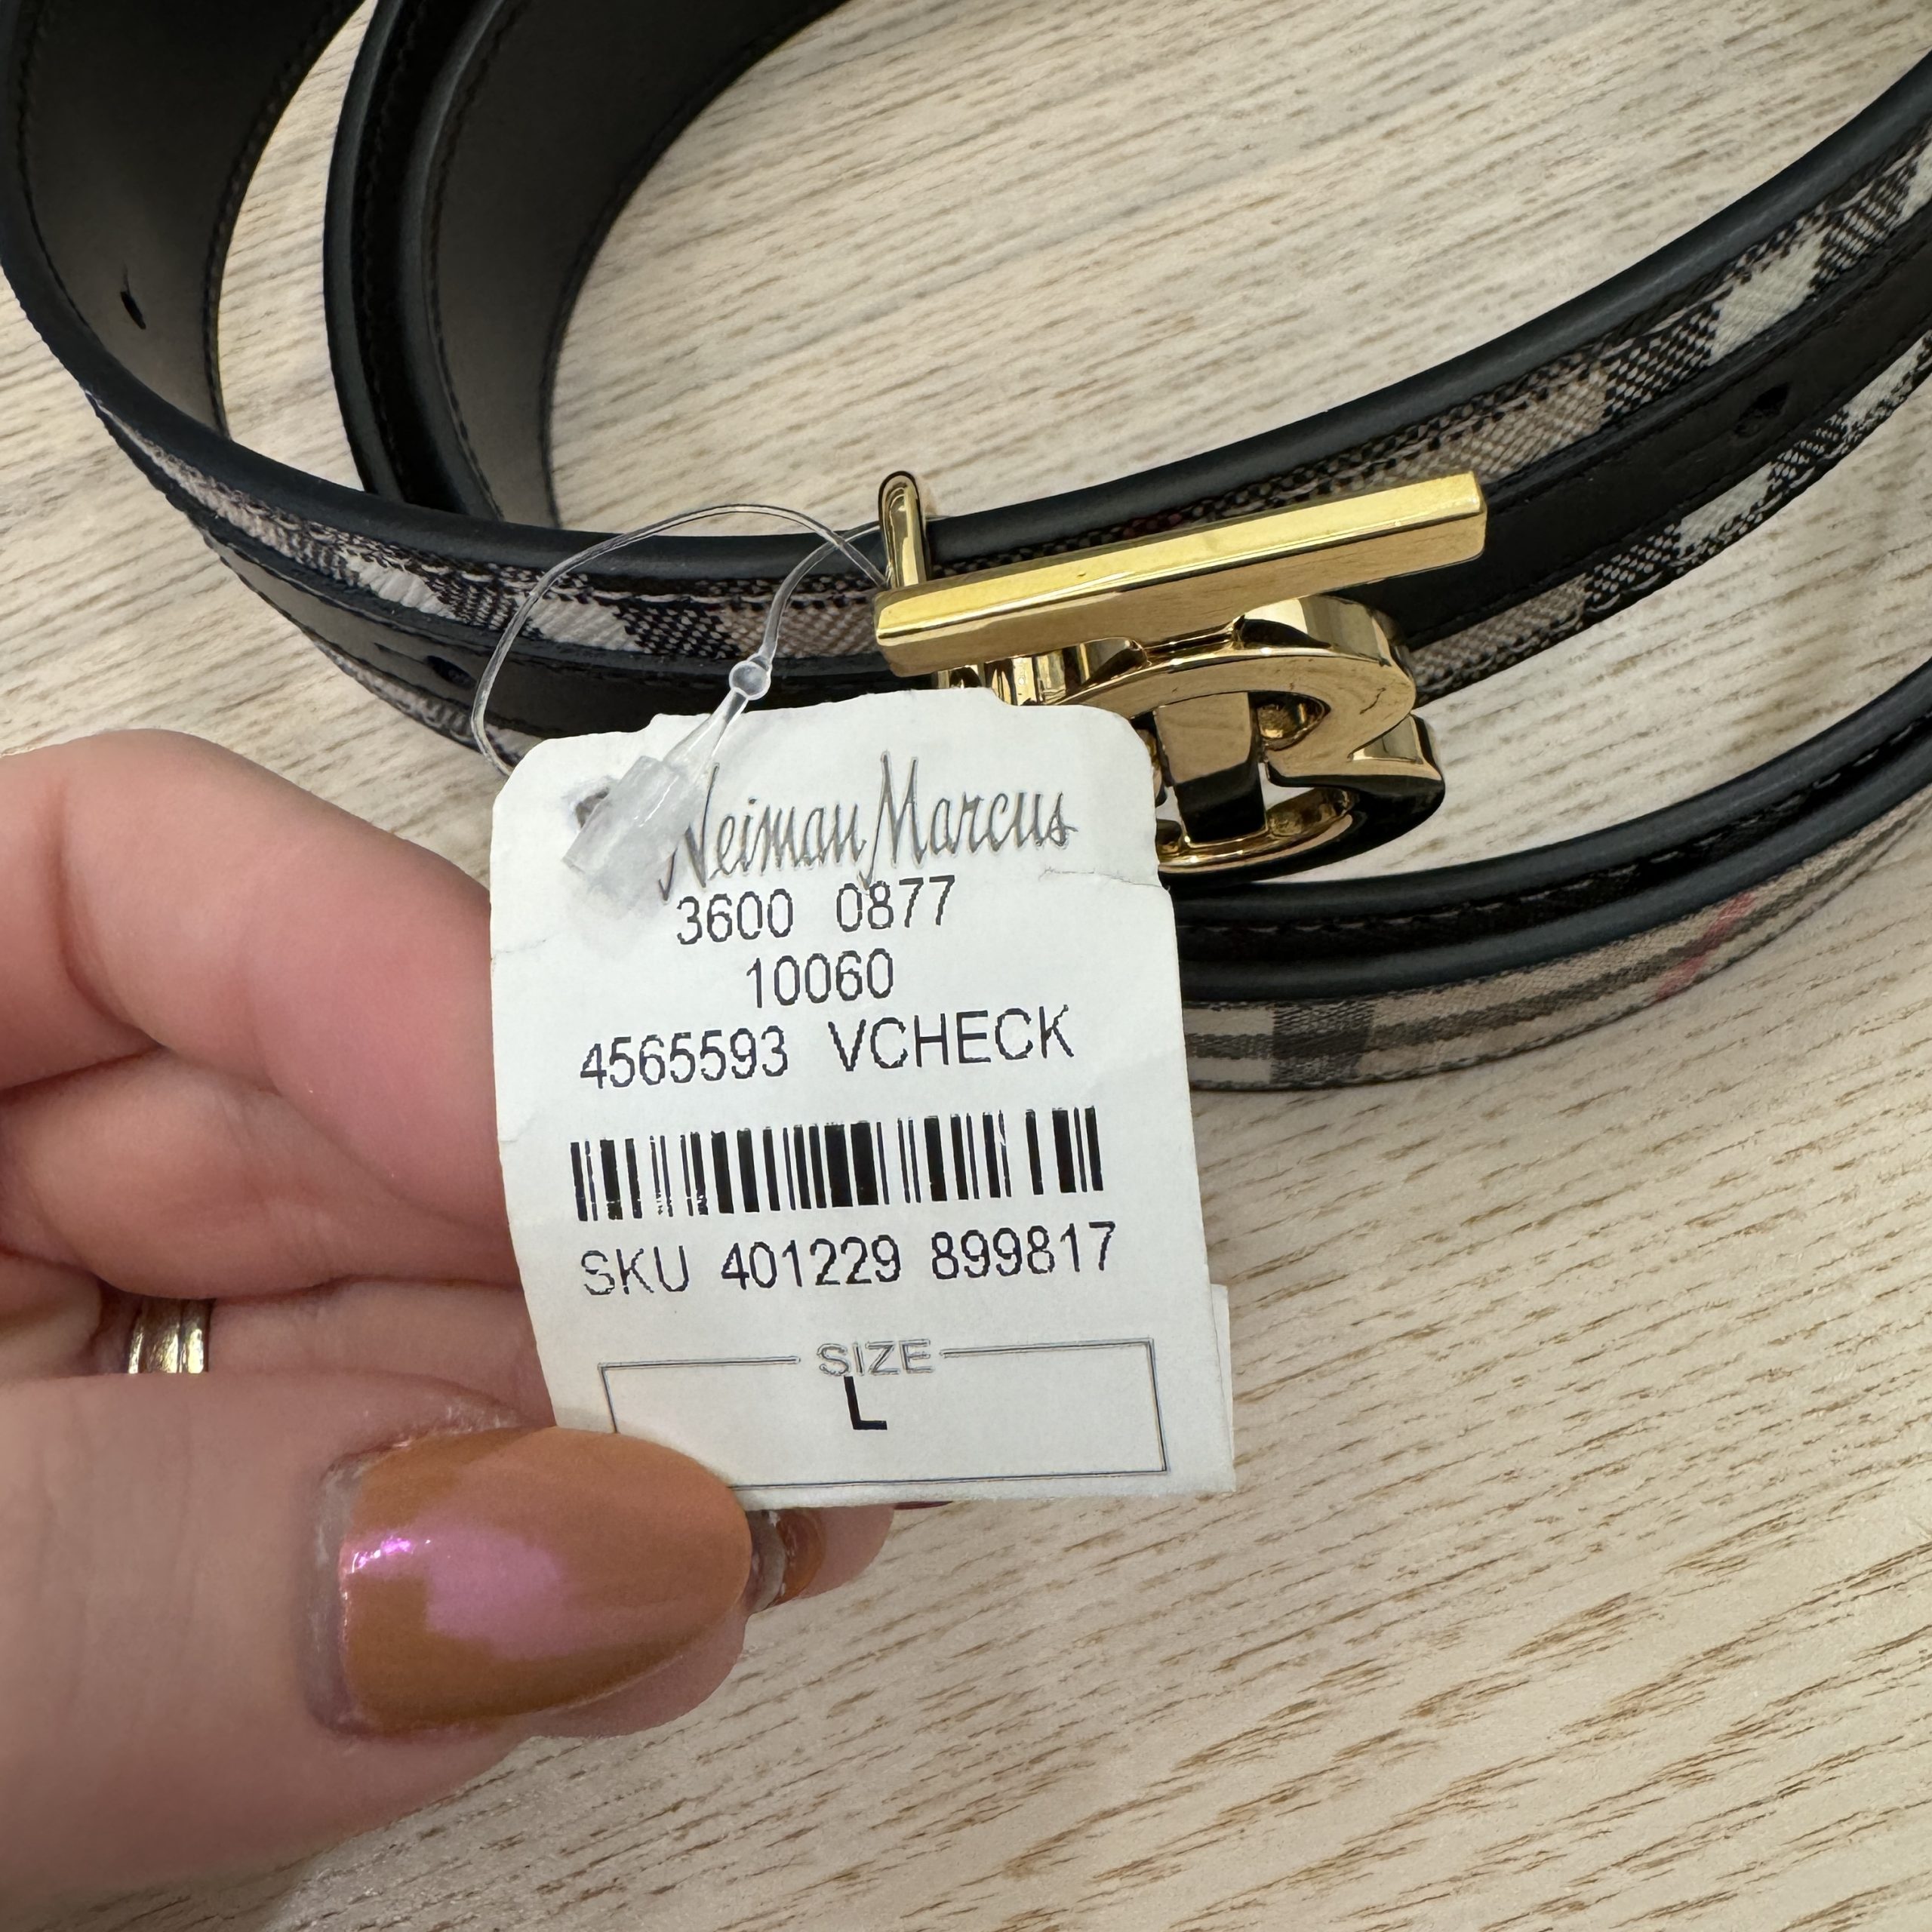 Neiman Marcus
3600 0877
10060
4565593 VCHECK
SKU 401229 899817
SIZE
L